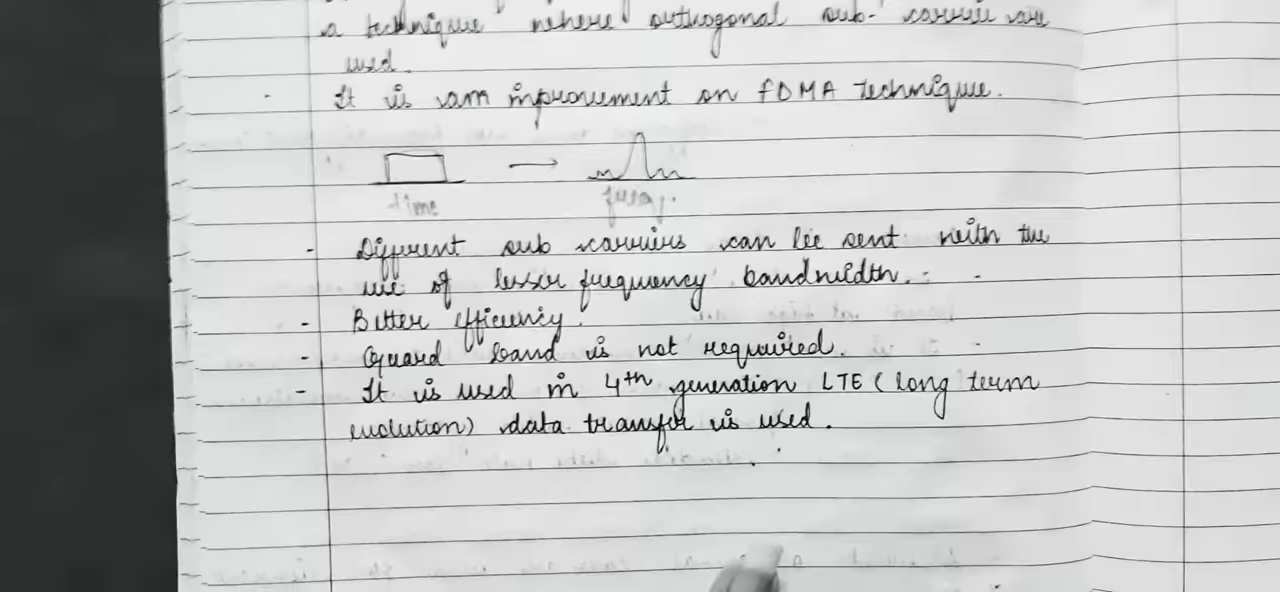 a technique where orthogonal sub-carrier are
used.
- It is am improvement on FDMA technique.
time → freq.
- Different sub carriers can be sent with the
use of lesser frequency bandwidth.
- Better efficiency.
- Guard band is not required.
- It is used in 4th generation LTE (long term
evolution) data transfer is used.